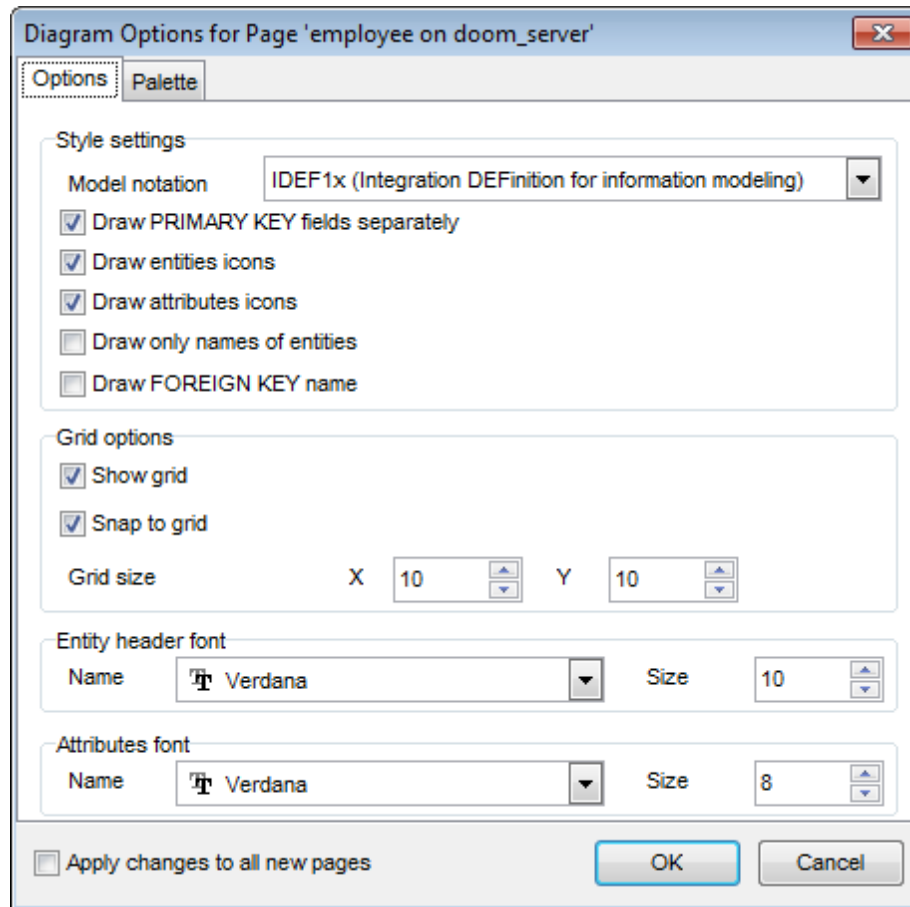 Diagram Options for Page 'employee on doom_server'
Options Palette
Style settings
Model notation IDEF1x (Integration DEFinition for information modeling)
Draw PRIMARY KEY fields separately
Draw entities icons
Draw attributes icons
Draw only names of entities
Draw FOREIGN KEY name
Grid options
Show grid
Snap to grid
Grid size X 10 Y 10
Entity header font
Name Verdana Size 10
Attributes font
Name Verdana Size 8
Apply changes to all new pages OK Cancel